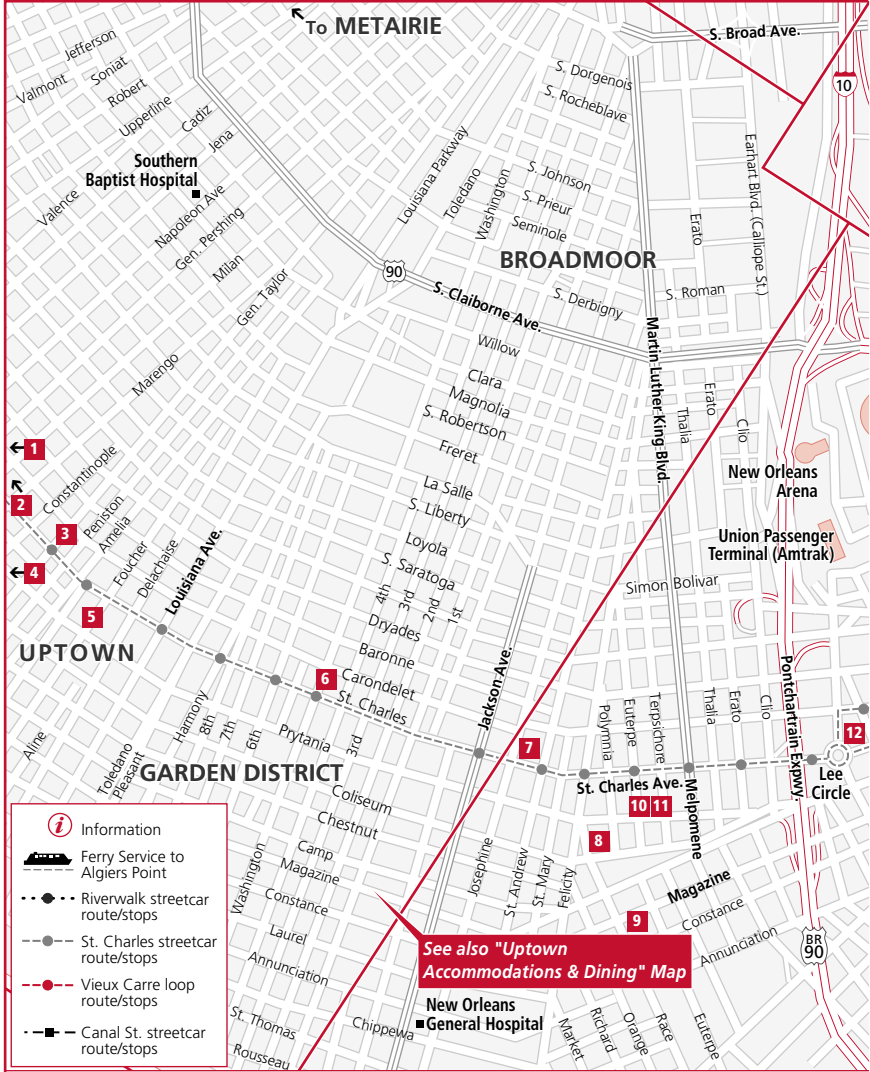 To METAIRIE
S. Broad Ave.
10
Jefferson
Soniat
Valmont
Robert
Upperline
Cadiz
Jena
S. Dorgenois
S. Rocheblave
Southern
Baptist Hospital
Valence
Napoleon Ave
Gen. Pershing
Milan
Gen. Taylor
Marengo
Louisiana Parkway
Toledano
Washington
S. Johnson
S. Prieur
Seminole
BROADMOOR
Erato
Earhart Blvd. (Calliope St.)
90
S. Claiborne Ave.
S. Derbigny
S. Roman
Martin Luther King Blvd.
Willow
Clara
Magnolia
S. Robertson
Freret
La Salle
S. Liberty
Loyola
S. Saratoga
Thalia
Erato
Clio
New Orleans
Arena
Union Passenger
Terminal (Amtrak)
Simon Bolivar
1
2
3
4
5
Constantinople
Peniston
Amelia
Foucher
Delachaise
Louisiana Ave.
UPTOWN
4th
3rd
2nd
1st
Dryades
Baronne
Carondelet
St. Charles
6
Jackson Ave.
7
Polymnia
Euterpe
Terpsichore
Thalia
Erato
Clio
Pontchartrain Expwy.
12
Lee
Circle
St. Charles Ave.
Melpomene
10
11
8
9
Aline
Toledano
Pleasant
Harmony
8th
7th
6th
Prytania
3rd
GARDEN DISTRICT
Coliseum
Chestnut
Camp
Magazine
Constance
Laurel
Annunciation
Washington
St. Thomas
Rousseau
Chippewa
Josephine
St. Andrew
St. Mary
Felicity
Magazine
Constance
Annunciation
BR
90
See also "Uptown
Accommodations & Dining" Map
New Orleans
General Hospital
Market
Richard
Orange
Race
Euterpe
i Information
Ferry Service to
Algiers Point
Riverwalk streetcar
route/stops
St. Charles streetcar
route/stops
Vieux Carre loop
route/stops
Canal St. streetcar
route/stops